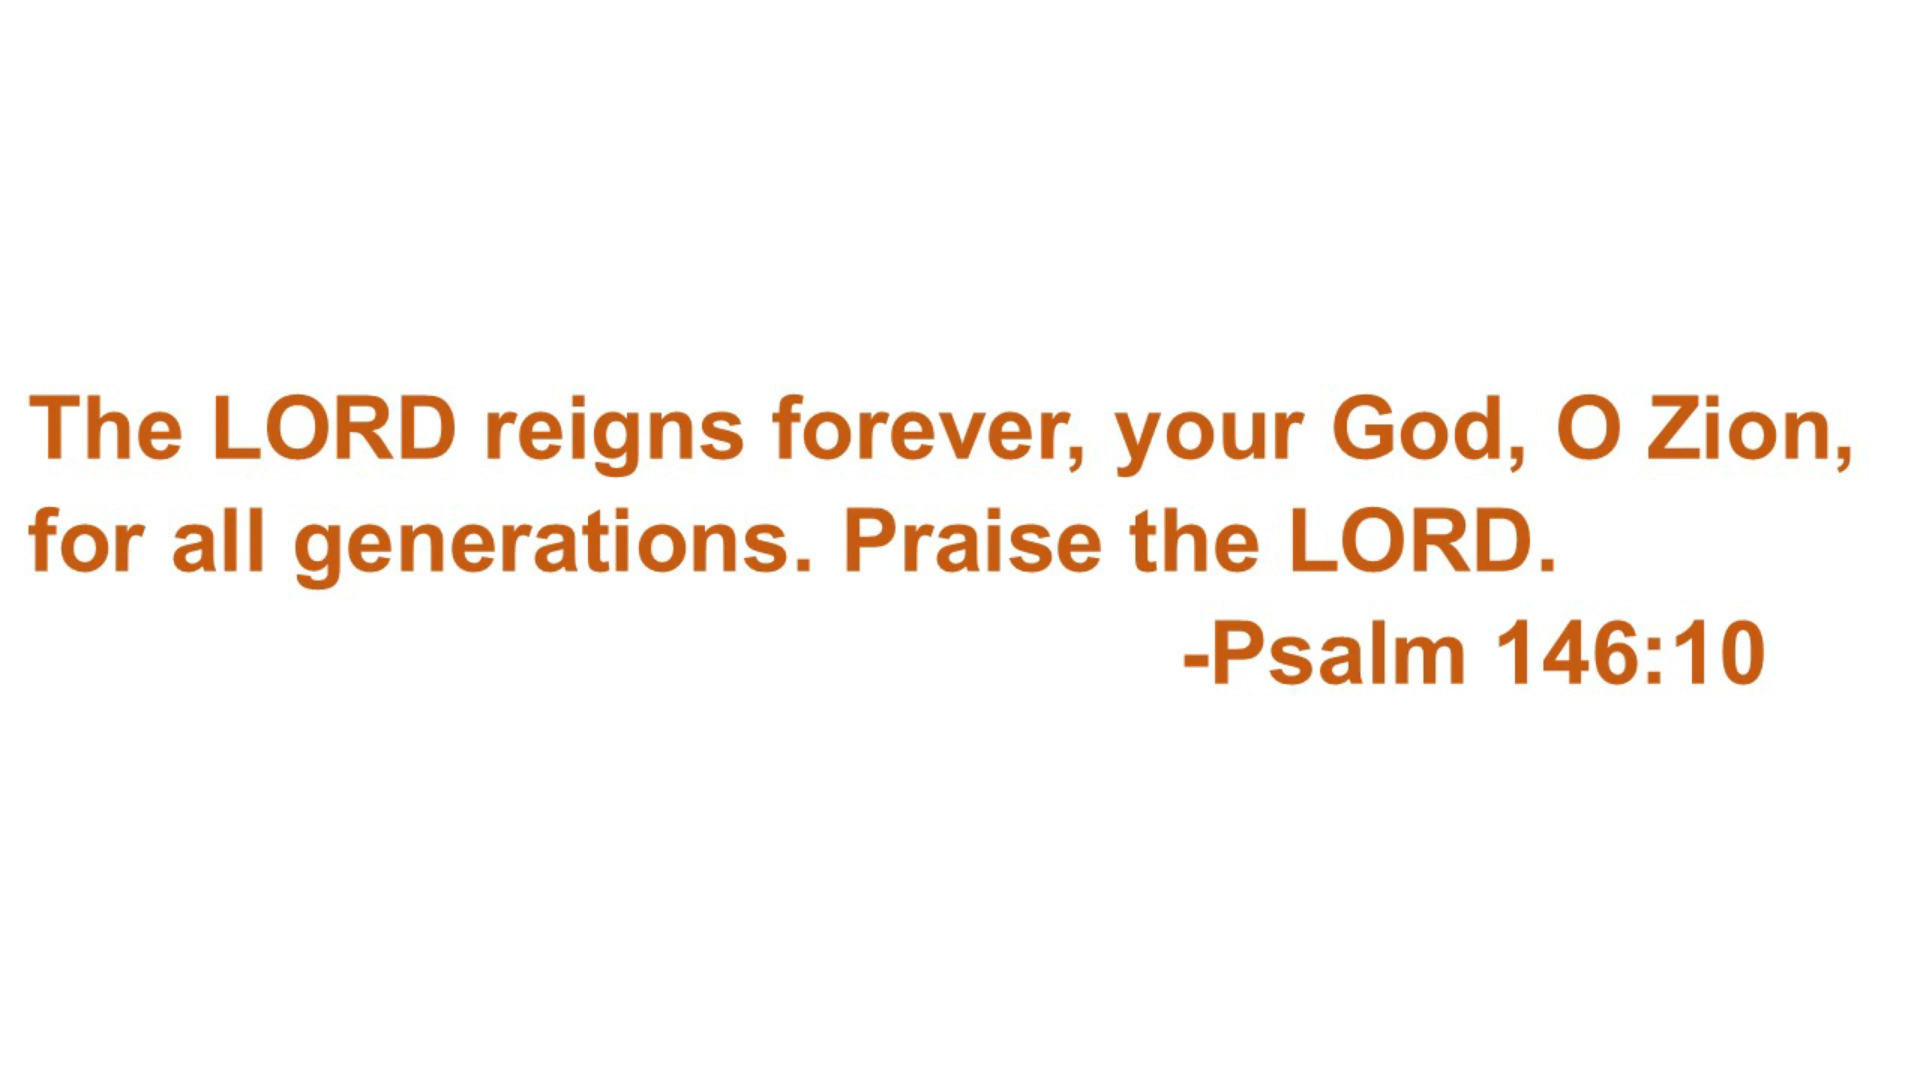 The LORD reigns forever, your God, O Zion,
for all generations. Praise the LORD.
-Psalm 146:10